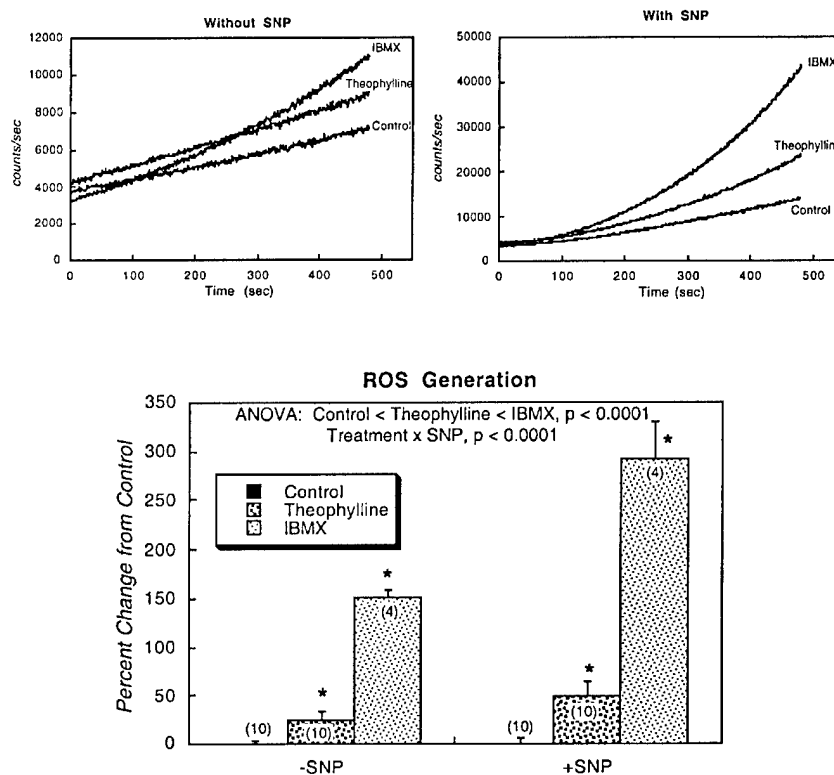 Without SNP
12000
10000
8000
6000
4000
2000
0
counts/sec
IBMX
Theophylline
Control
0 100 200 300 400 500
Time (sec)
With SNP
50000
40000
30000
20000
10000
0
counts/sec
IBMX
Theophyllin
Control
0 100 200 300 400 500
Time (sec)
ROS Generation
350
300
250
200
150
100
50
0
Percent Change from Control
ANOVA: Control < Theophylline < IBMX, p < 0.0001
Treatment x SNP, p < 0.0001
Control
Theophylline
IBMX
(10) * (10) * (4)
(10) * (10) * (4)
-SNP +SNP